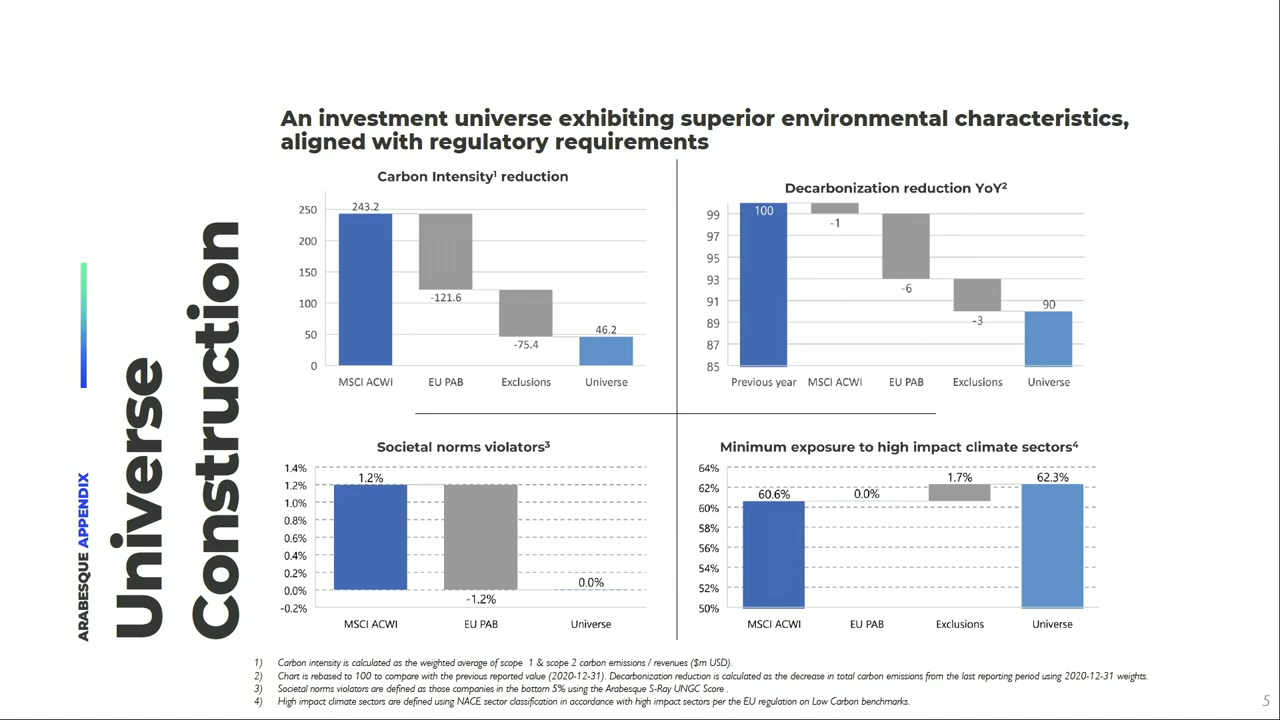 An investment universe exhibiting superior environmental characteristics,
aligned with regulatory requirements
ARABESQUE APPENDIX
Universe
Construction
Carbon Intensity¹ reduction
250
200
150
100
50
0
243.2
-121.6
-75.4
46.2
MSCI ACWI
EU PAB
Exclusions
Universe
Decarbonization reduction YoY²
99
97
95
93
91
89
87
85
100
-1
-6
-3
90
Previous year
MSCI ACWI
EU PAB
Exclusions
Universe
Societal norms violators³
1.4%
1.2%
1.0%
0.8%
0.6%
0.4%
0.2%
0.0%
-0.2%
1.2%
-1.2%
0.0%
MSCI ACWI
EU PAB
Universe
Minimum exposure to high impact climate sectors⁴
64%
62%
60%
58%
56%
54%
52%
50%
60.6%
0.0%
1.7%
62.3%
MSCI ACWI
EU PAB
Exclusions
Universe
1) Carbon intensity is calculated as the weighted average of scope 1 & scope 2 carbon emissions / revenues ($m USD).
2) Chart is rebased to 100 to compare with the previous reported value (2020-12-31). Decarbonization reduction is calculated as the decrease in total carbon emissions from the last reporting period using 2020-12-31 weights.
3) Societal norms violators are defined as those companies in the bottom 5% using the Arabesque S-Ray UNGC Score .
4) High impact climate sectors are defined using NACE sector classification in accordance with high impact sectors per the EU regulation on Low Carbon benchmarks.
5